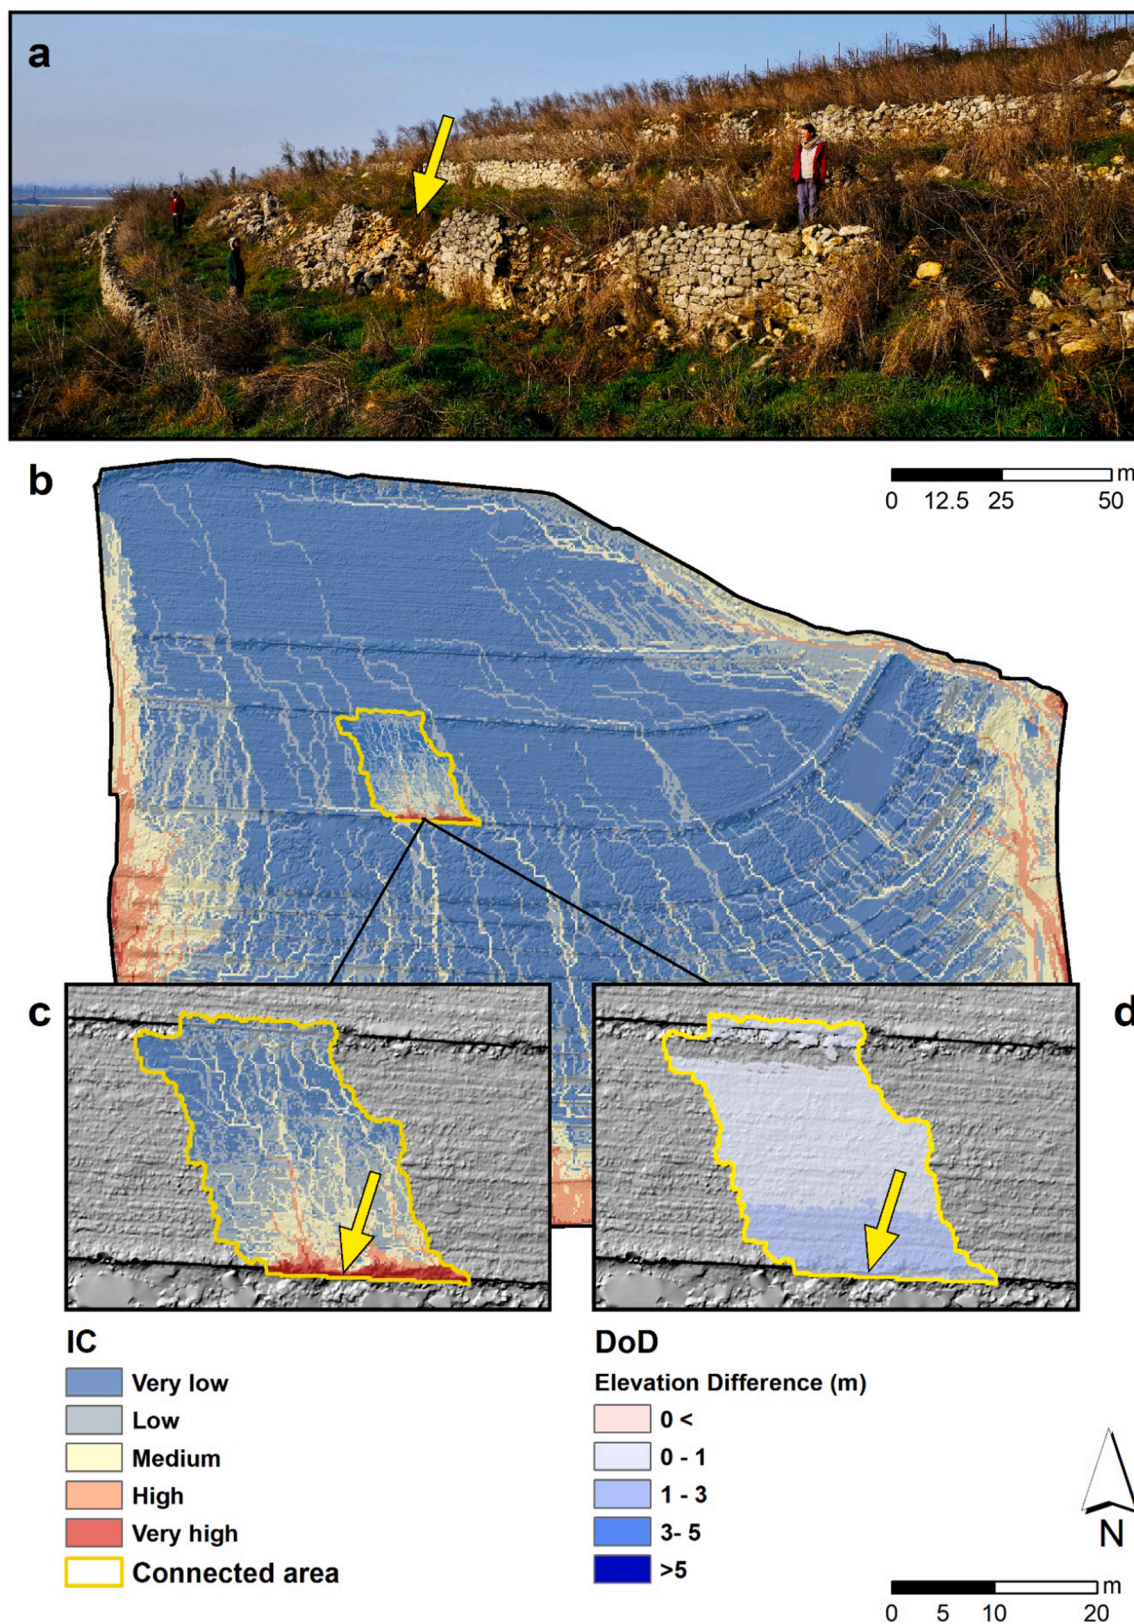 a
b
m
0 12.5 25 50
c
d
IC
Very low
Low
Medium
High
Very high
Connected area
DoD
Elevation Difference (m)
0 <
0 - 1
1 - 3
3- 5
>5
N
m
0 5 10 20